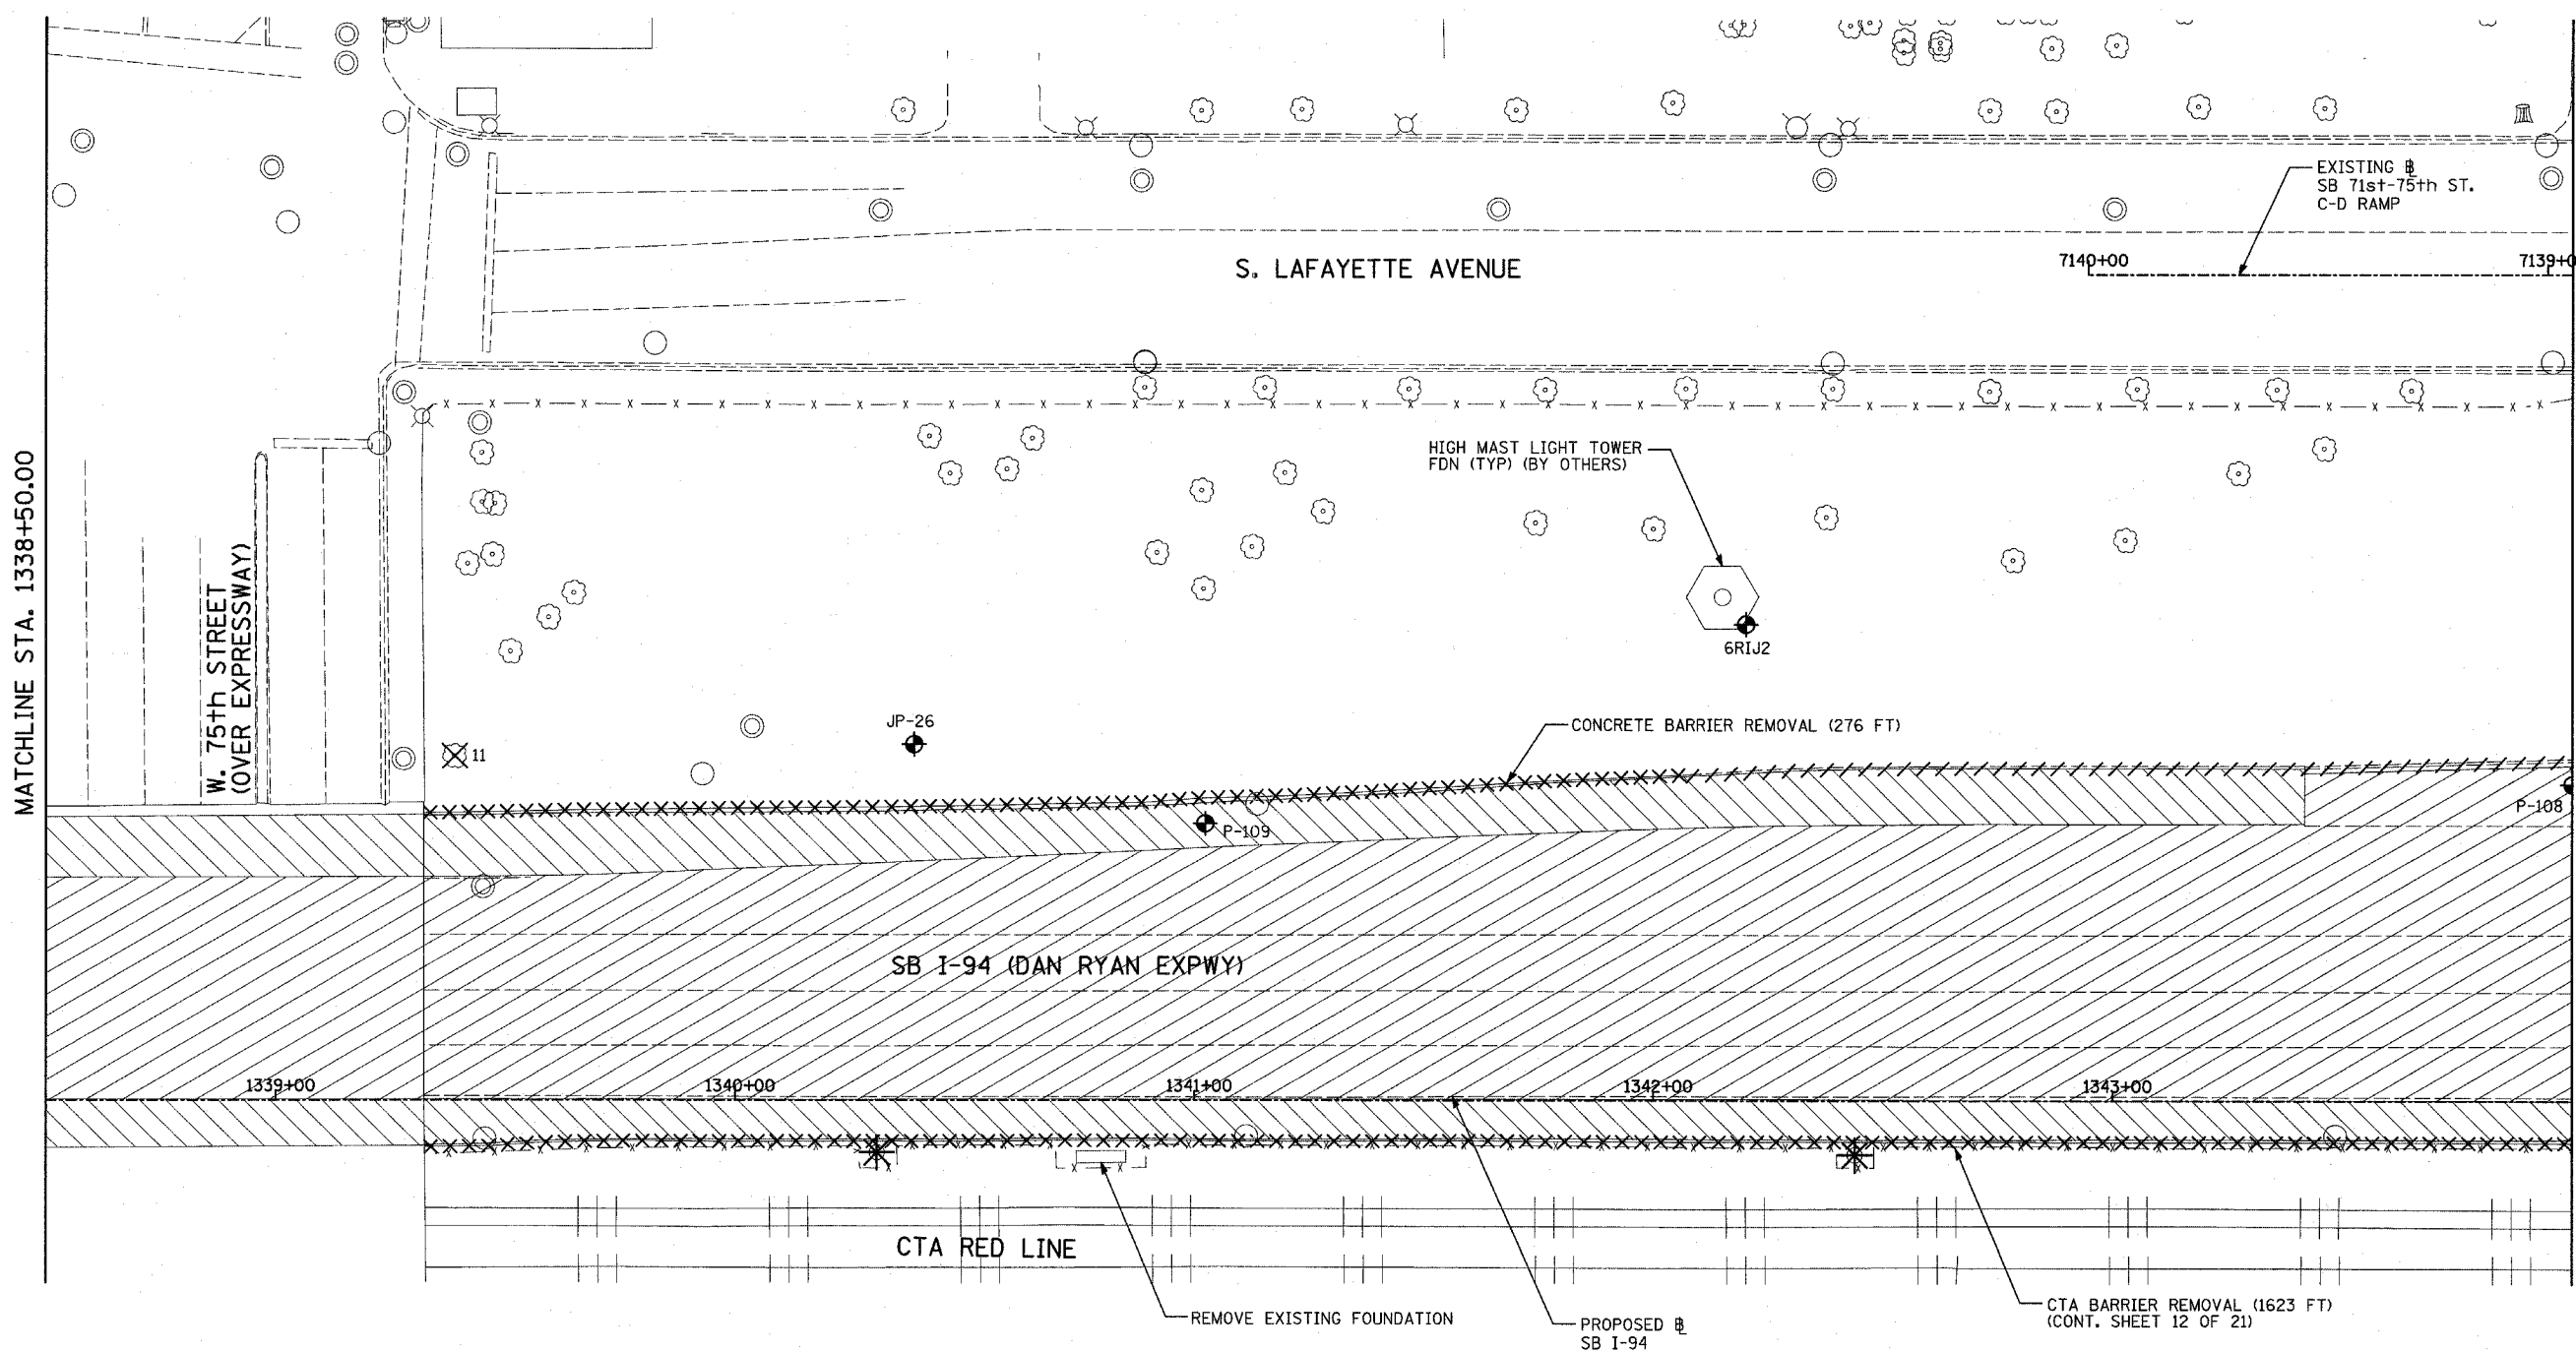 EXISTING B
SB 71st-75th ST.
C-D RAMP
S. LAFAYETTE AVENUE
7140+00
7139+0
HIGH MAST LIGHT TOWER
FDN (TYP) (BY OTHERS)
MATCHLINE STA. 1338+50.00
W. 75th STREET
(OVER EXPRESSWAY)
6RIJ2
JP-26
CONCRETE BARRIER REMOVAL (276 FT)
11
P-109
P-108
SB I-94 (DAN RYAN EXPWY)
1339+00
1340+00
1341+00
1342+00
1343+00
CTA RED LINE
REMOVE EXISTING FOUNDATION
PROPOSED B
SB I-94
CTA BARRIER REMOVAL (1623 FT)
(CONT. SHEET 12 OF 21)